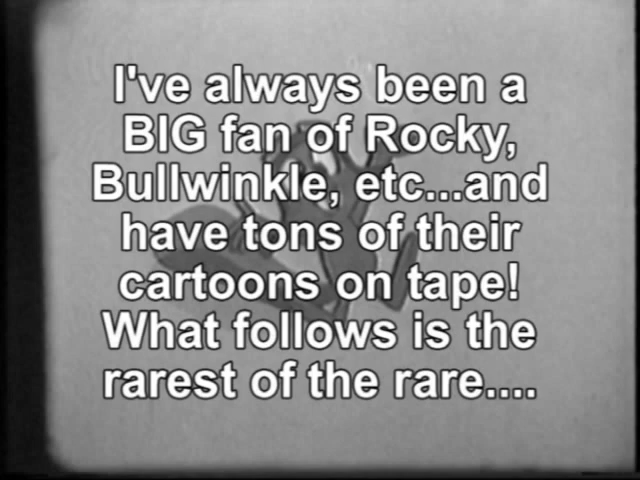 I've always been a
BIG fan of Rocky,
Bullwinkle, etc...and
have tons of their
cartoons on tape!
What follows is the
rarest of the rare....